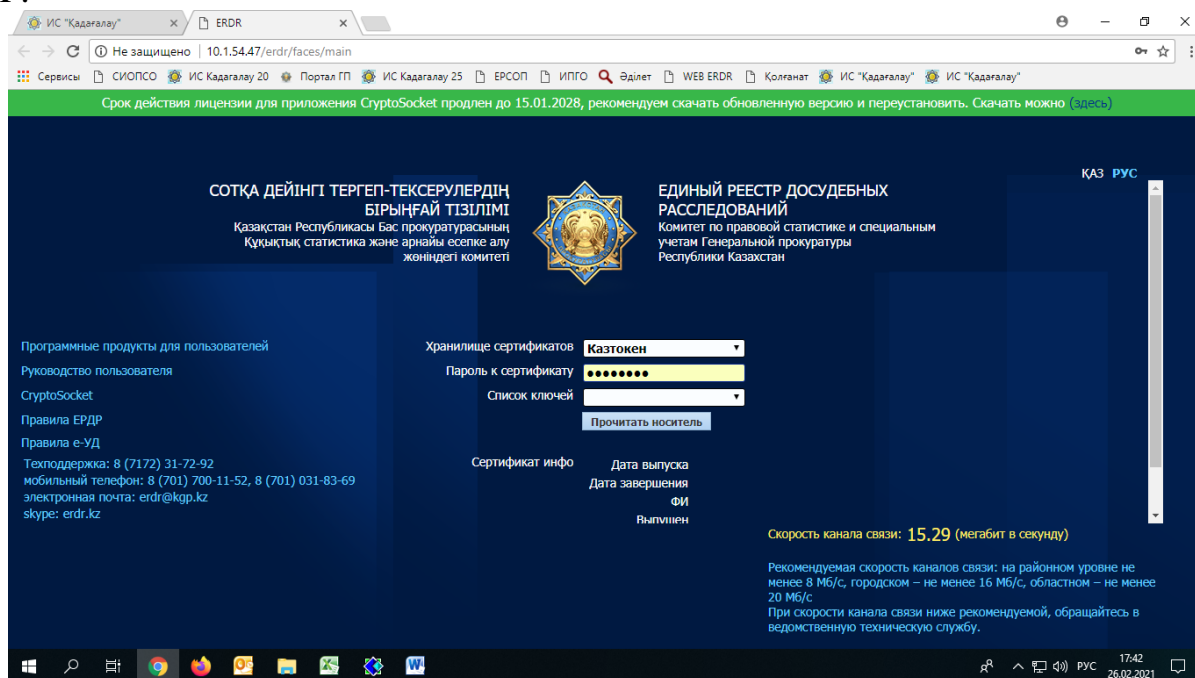 ИС "Қадағалау"
ERDR
Не защищено | 10.1.54.47/erdr/faces/main
Сервисы СИОПСО ИС Кадагалау 20 Портал ГП ИС Кадагалау 25 ЕРСОП ИПГО Әділет WEB ERDR Қолғанат ИС "Қадағалау" ИС "Қадағалау"
Срок действия лицензии для приложения CryptoSocket продлен до 15.01.2028, рекомендуем скачать обновленную версию и переустановить. Скачать можно (здесь)
ҚАЗ РУС
СОТҚА ДЕЙІНГІ ТЕРГЕП-ТЕКСЕРУЛЕРДІҢ
БІРЫҢҒАЙ ТІЗІЛІМІ
Қазақстан Республикасы Бас прокуратурасының
Құқықтық статистика және арнайы есепке алу
жөніндегі комитеті
ЕДИНЫЙ РЕЕСТР ДОСУДЕБНЫХ
РАССЛЕДОВАНИЙ
Комитет по правовой статистике и специальным
учетам Генеральной прокуратуры
Республики Казахстан
Программные продукты для пользователей
Руководство пользователя
CryptoSocket
Правила ЕРДР
Правила е-УД
Техподдержка: 8 (7172) 31-72-92
мобильный телефон: 8 (701) 700-11-52, 8 (701) 031-83-69
электронная почта: erdr@kgp.kz
skype: erdr.kz
Хранилище сертификатов Казтокен
Пароль к сертификату ••••••••
Список ключей
Прочитать носитель
Сертификат инфо
Дата выпуска
Дата завершения
ФИ
Выпущен
Скорость канала связи: 15.29 (мегабит в секунду)
Рекомендуемая скорость каналов связи: на районном уровне не
менее 8 Мб/с, городском – не менее 16 Мб/с, областном – не менее
20 Мб/с
При скорости канала связи ниже рекомендуемой, обращайтесь в
ведомственную техническую службу.
РУС
17:42
26.02.2021